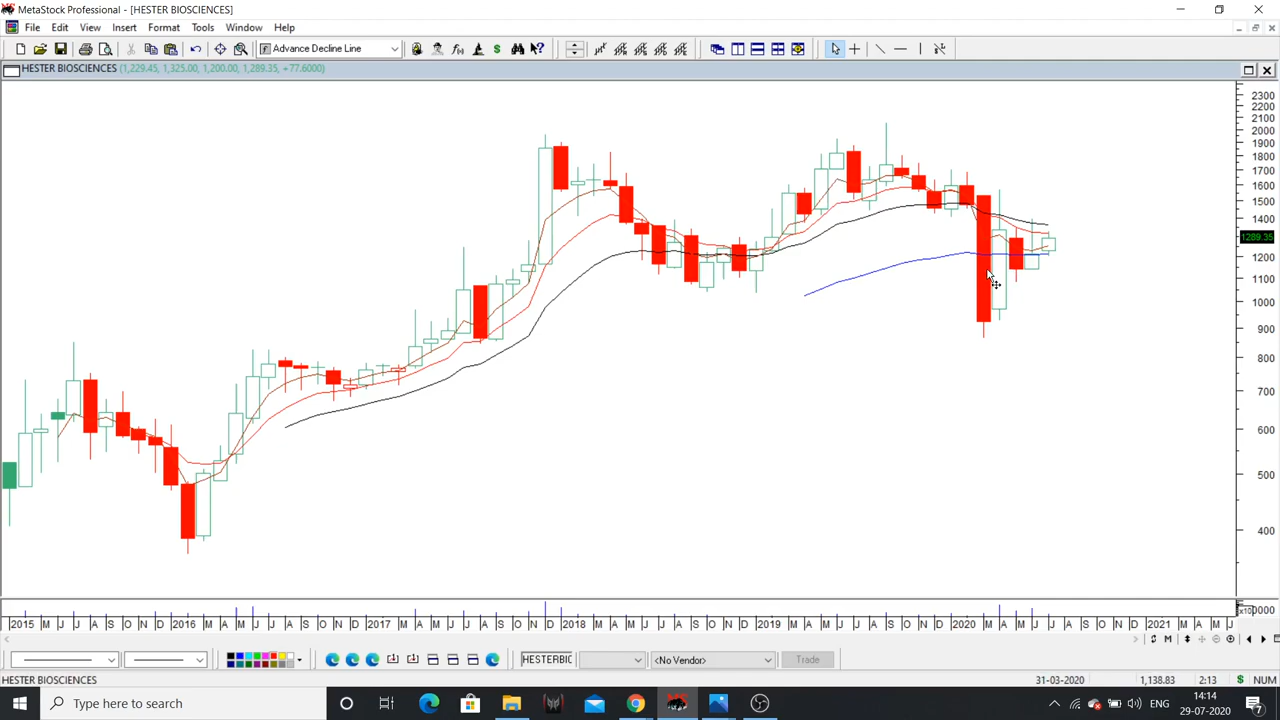 MetaStock Professional - [HESTER BIOSCIENCES]
File Edit View Insert Format Tools Window Help
Advance Decline Line
HESTER BIOSCIENCES (1,229.45, 1,325.00, 1,200.00, 1,289.35, +77.6000)
2300
2200
2100
2000
1900
1800
1700
1600
1500
1400
1289.35
1200
1100
1000
900
800
700
600
500
400
2015 M J J S O N D 2016 M A M J J A S O N D 2017 M A M J J A S O N D 2018 M A M J J A S O N D 2019 M A M J J A S O N D 2020 M A M J J A S O N D 2021 M A M J
M
HESTERBIC <No Vendor> Trade
HESTER BIOSCIENCES 31-03-2020 1,138.83 2:13 $ NUM
Type here to search
ENG
14:14
29-07-2020
7